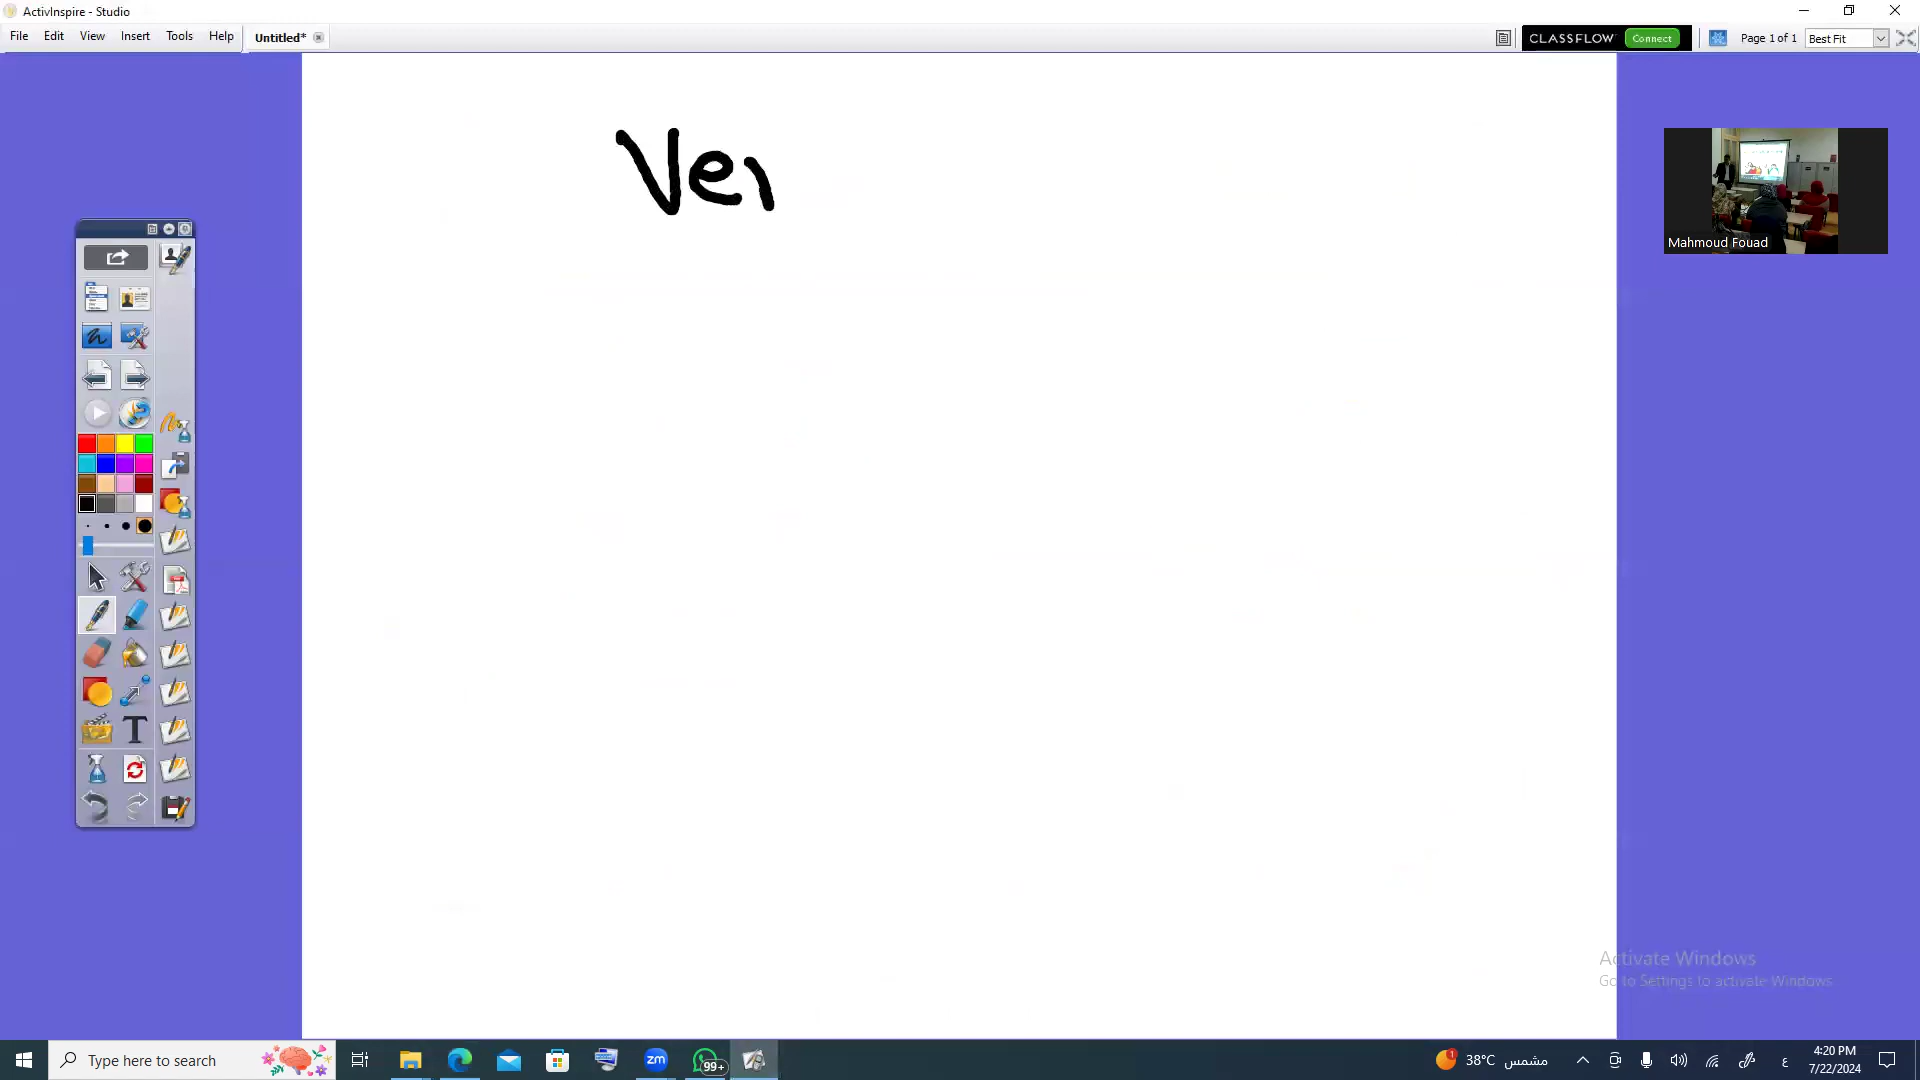 ActivInspire - Studio
File Edit View Insert Tools Help Untitled*
CLASSFLOW Connect Page 1 of 1 Best Fit
Ver
Mahmoud Fouad
T
Activate Windows
Go to Settings to activate Windows.
Type here to search
zm
99+
1
38°C مشمس
ع
4:20 PM
7/22/2024